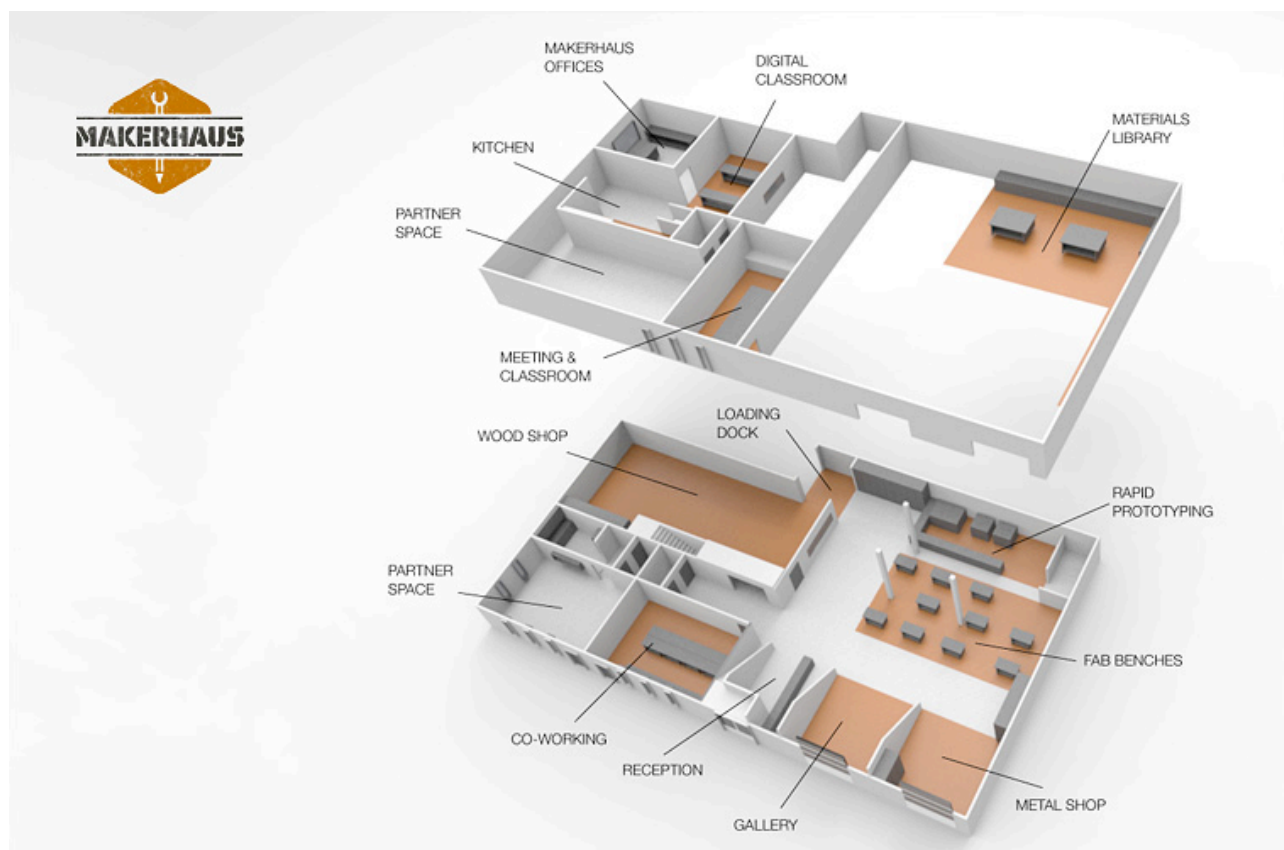 MAKERHAUS
MAKERHAUS
OFFICES
DIGITAL
CLASSROOM
MATERIALS
LIBRARY
KITCHEN
PARTNER
SPACE
MEETING &
CLASSROOM
LOADING
DOCK
WOOD SHOP
RAPID
PROTOTYPING
PARTNER
SPACE
FAB BENCHES
CO-WORKING
RECEPTION
METAL SHOP
GALLERY